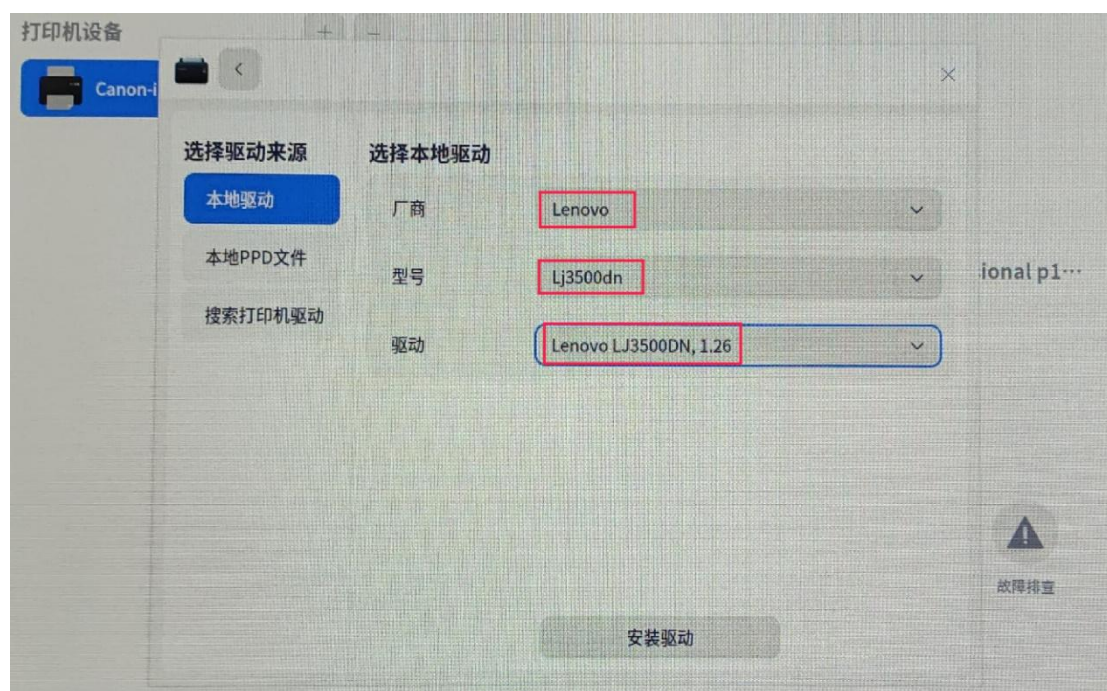 打印机设备
Canon-i
选择驱动来源
选择本地驱动
本地驱动
厂商
Lenovo
本地PPD文件
型号
Lj3500dn
ional p1…
搜索打印机驱动
驱动
Lenovo LJ3500DN, 1.26
故障排查
安装驱动